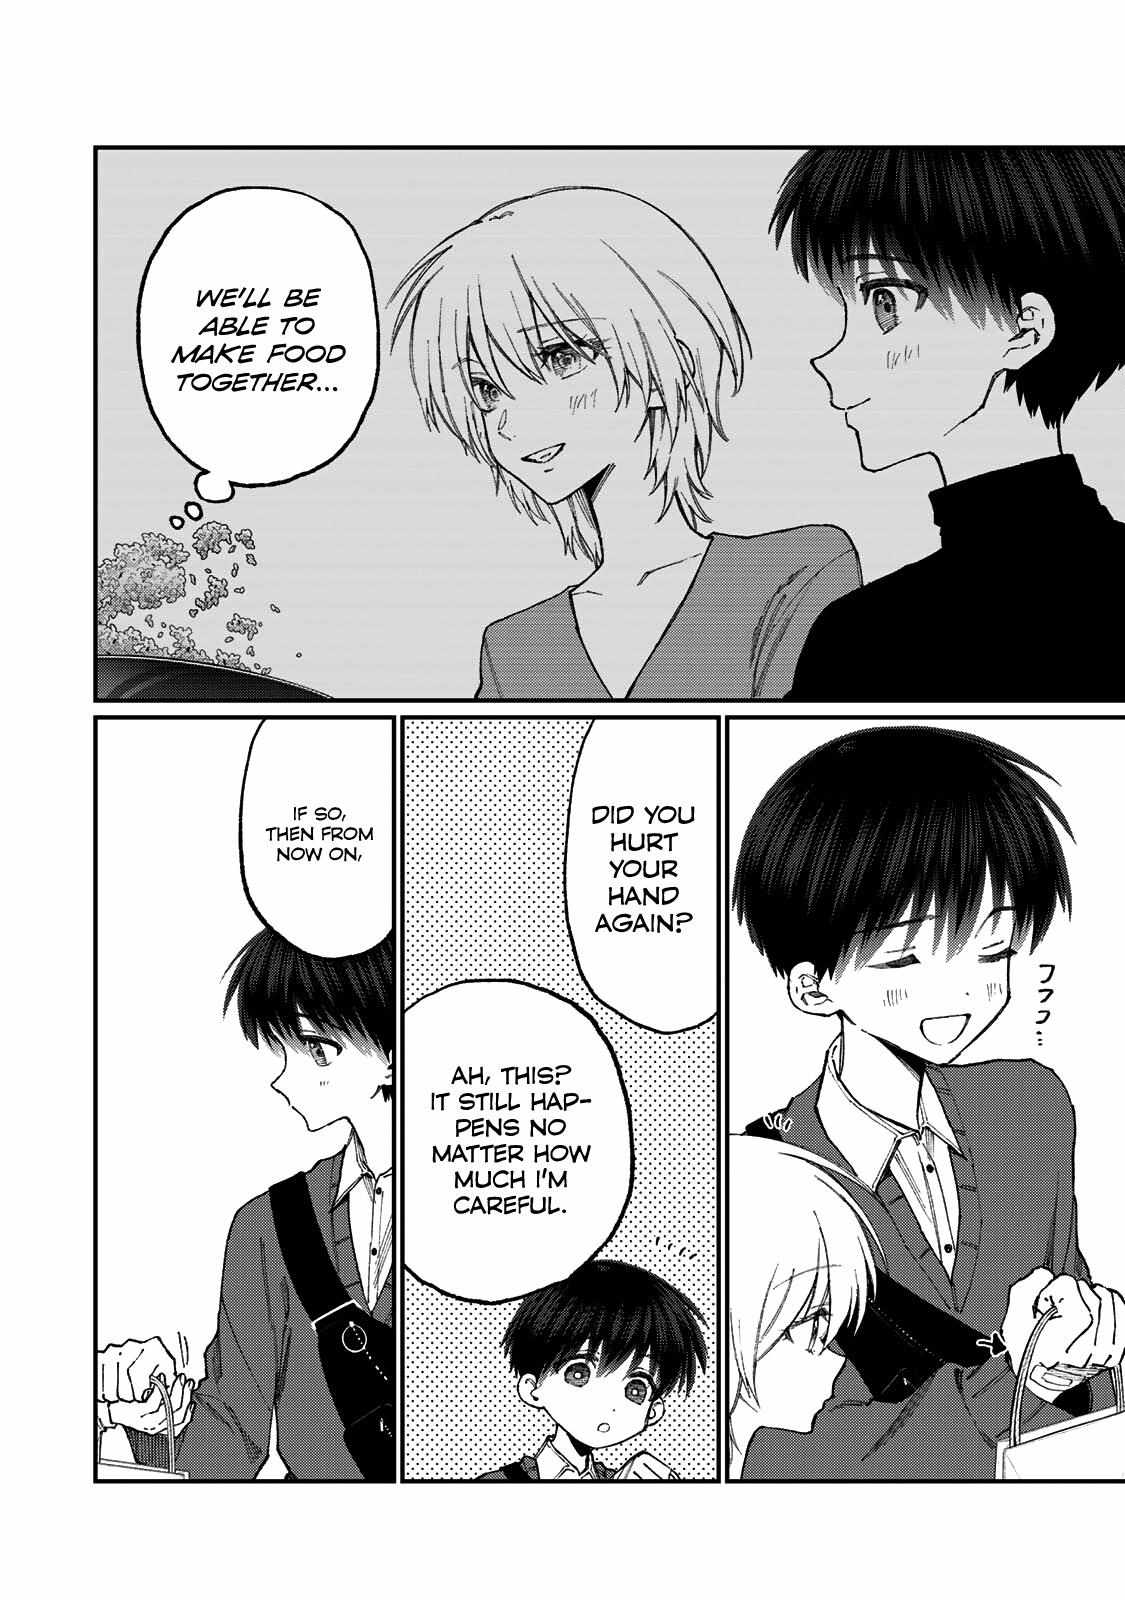 WE'LL BE
ABLE TO
MAKE FOOD
TOGETHER...
フフフ...
DID YOU
HURT
YOUR
HAND
AGAIN?
AH, THIS?
IT STILL HAP-
PENS NO
MATTER HOW
MUCH I'M
CAREFUL.
IF SO,
THEN FROM
NOW ON,